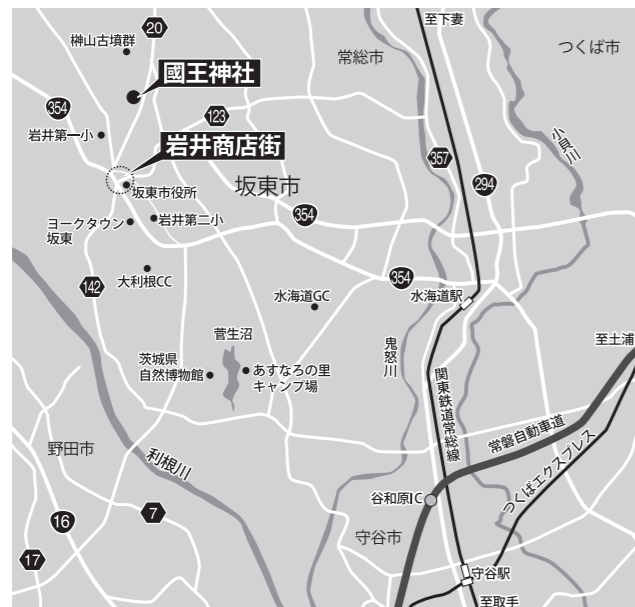 至下妻
20
榊山古墳群
常総市
つくば市
國王神社
354
123
岩井第一小
岩井商店街
小貝川
357
坂東市役所
坂東市
294
ヨークタウン
坂東
岩井第二小
354
142
大利根CC
水海道GC
354
水海道駅
菅生沼
鬼怒川
至土浦
茨城県
自然博物館
あすなろの里
キャンプ場
関東鉄道常総線
常磐自動車道
つくばエクスプレス
野田市
利根川
谷和原IC
16
7
守谷市
17
守谷駅
至取手